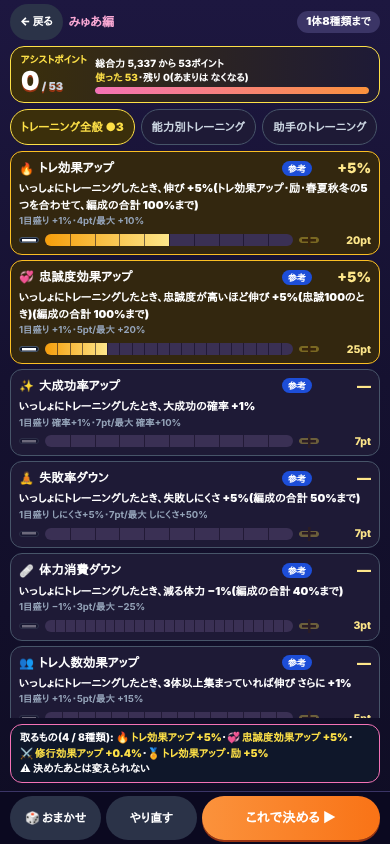 ← 戻る
みゅあ編
1体8種類まで
アシストポイント
0 / 53
総合力 5,337 から 53ポイント
使った 53・残り 0(あまりは なくなる)
トレーニング全般 ●3
能力別トレーニング
助手のトレーニング
🔥 トレ効果アップ 参考 +5%
いっしょにトレーニングしたとき、伸び +5%(トレ効果アップ・励・春夏秋冬の5
つを合わせて、編成の合計 100%まで)
1目盛り +1%・4pt/最大 +10%
20pt
💞 忠誠度効果アップ 参考 +5%
いっしょにトレーニングしたとき、忠誠度が高いほど伸び +5%(忠誠100のと
き)(編成の合計 100%まで)
1目盛り +1%・5pt/最大 +20%
25pt
✨ 大成功率アップ 参考 —
いっしょにトレーニングしたとき、大成功の確率 +1%
1目盛り 確率+1%・7pt/最大 確率+10%
7pt
失敗率ダウン 参考 —
いっしょにトレーニングしたとき、失敗しにくさ +5%(編成の合計 50%まで)
1目盛り しにくさ+5%・7pt/最大 しにくさ+50%
7pt
体力消費ダウン 参考 —
いっしょにトレーニングしたとき、減る体力 −1%(編成の合計 40%まで)
1目盛り −1%・3pt/最大 −25%
3pt
👥 トレ人数効果アップ 参考 —
いっしょにトレーニングしたとき、3体以上集まっていれば伸び さらに +1%
1目盛り +1%・5pt/最大 +15%
取るもの(4 / 8種類): 🔥 トレ効果アップ +5%・💞 忠誠度効果アップ +5%・
⚔️ 修行効果アップ +0.4%・🏅 トレ効果アップ・励 +5%
⚠ 決めたあとは変えられない
🎲 おまかせ
やり直す
これで決める ▶